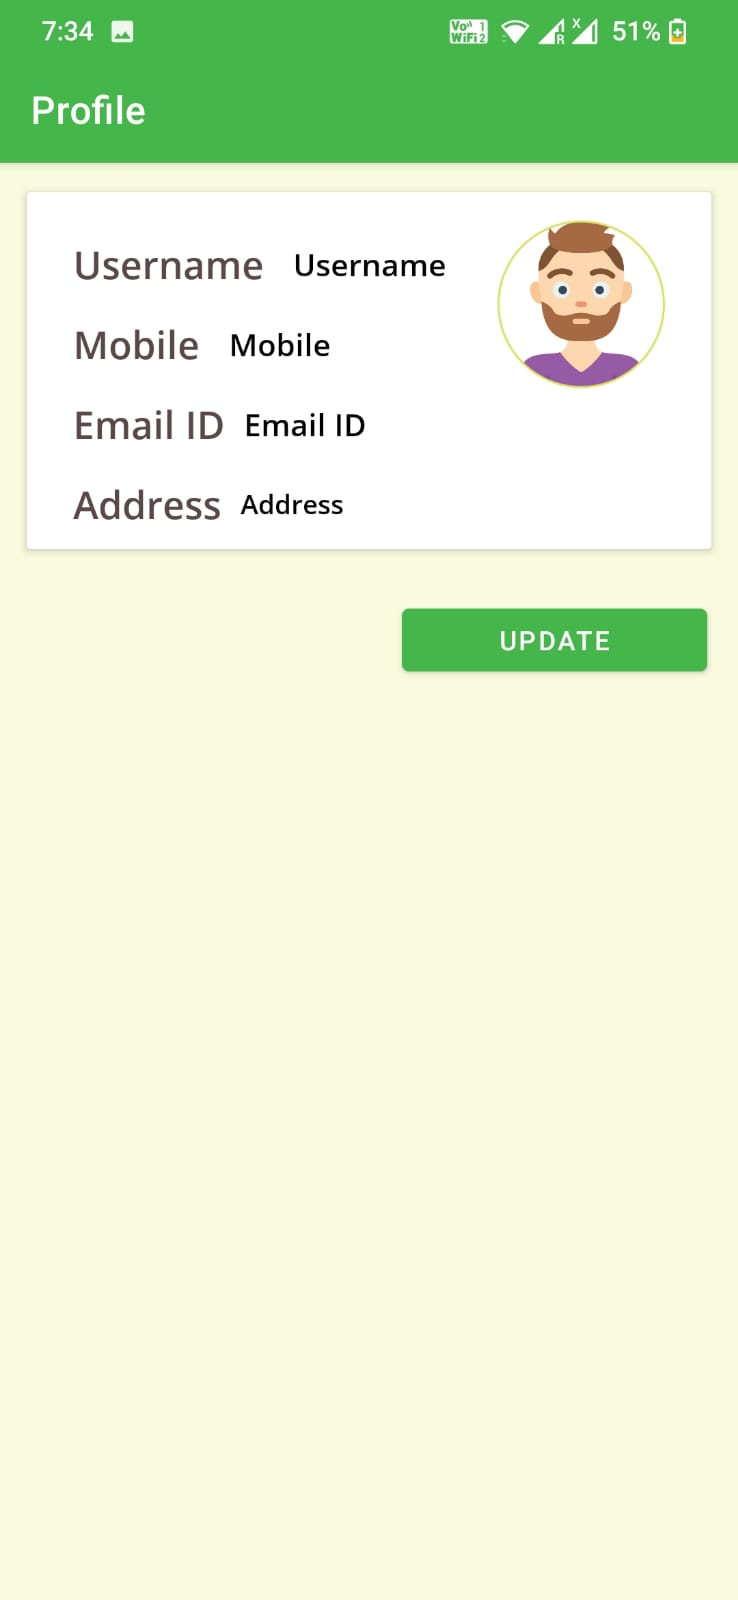 7:34 Vo 1 WiFi 2 R X 51%
Profile
Username Username
Mobile Mobile
Email ID Email ID
Address Address
UPDATE